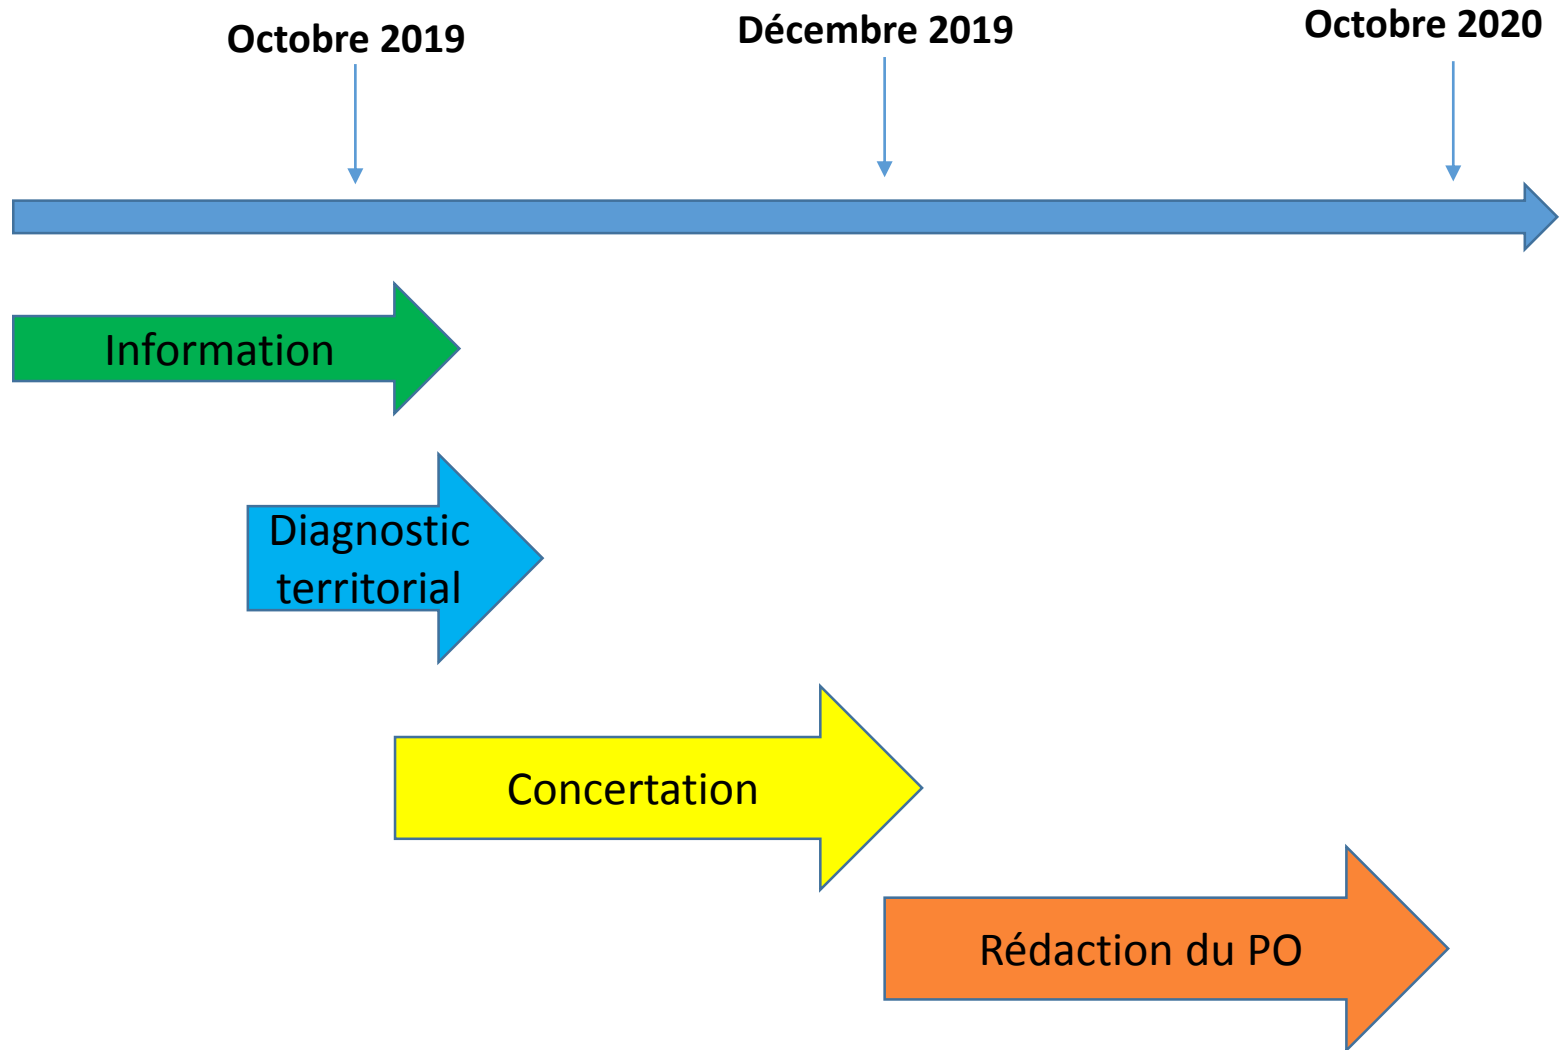 Octobre 2019
Décembre 2019
Octobre 2020
Information
Diagnostic
territorial
Concertation
Rédaction du PO